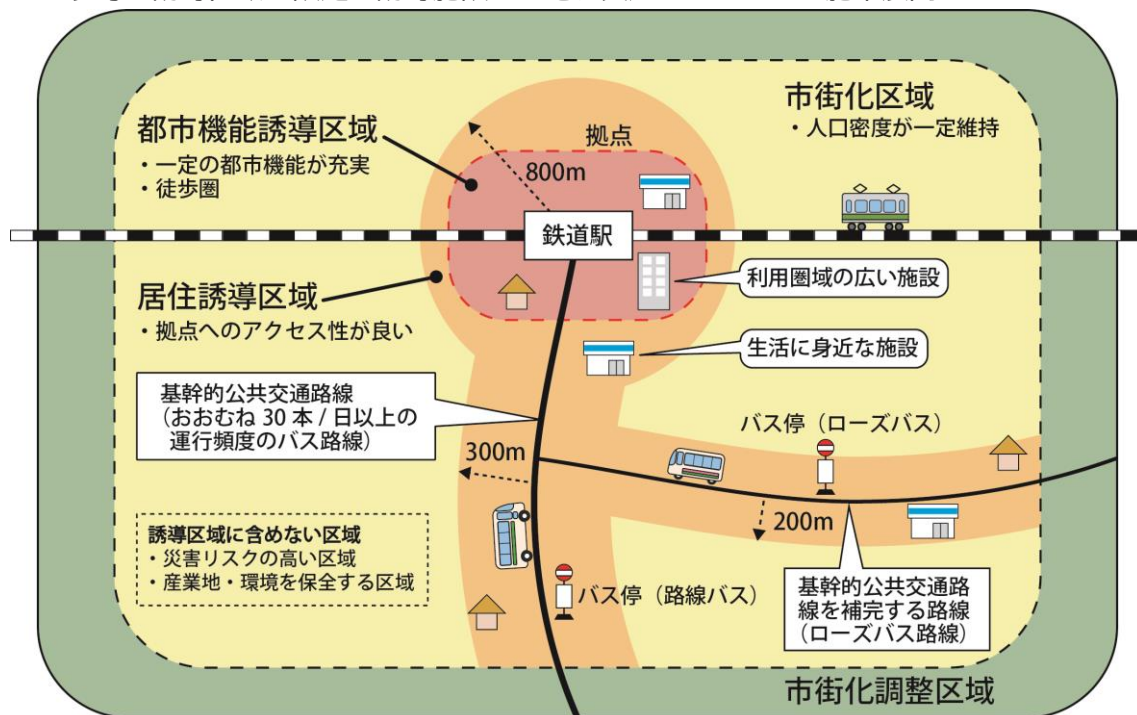 都市機能誘導区域
・一定の都市機能が充実
・徒歩圏
拠点
800m
市街化区域
・人口密度が一定維持
鉄道駅
利用圏域の広い施設
居住誘導区域
・拠点へのアクセス性が良い
生活に身近な施設
基幹的公共交通路線
(おおむね 30 本 / 日以上の
運行頻度のバス路線)
300m
バス停(ローズバス)
200m
誘導区域に含めない区域
・災害リスクの高い区域
・産業地・環境を保全する区域
バス停(路線バス)
基幹的公共交通路
線を補完する路線
(ローズバス路線)
市街化調整区域